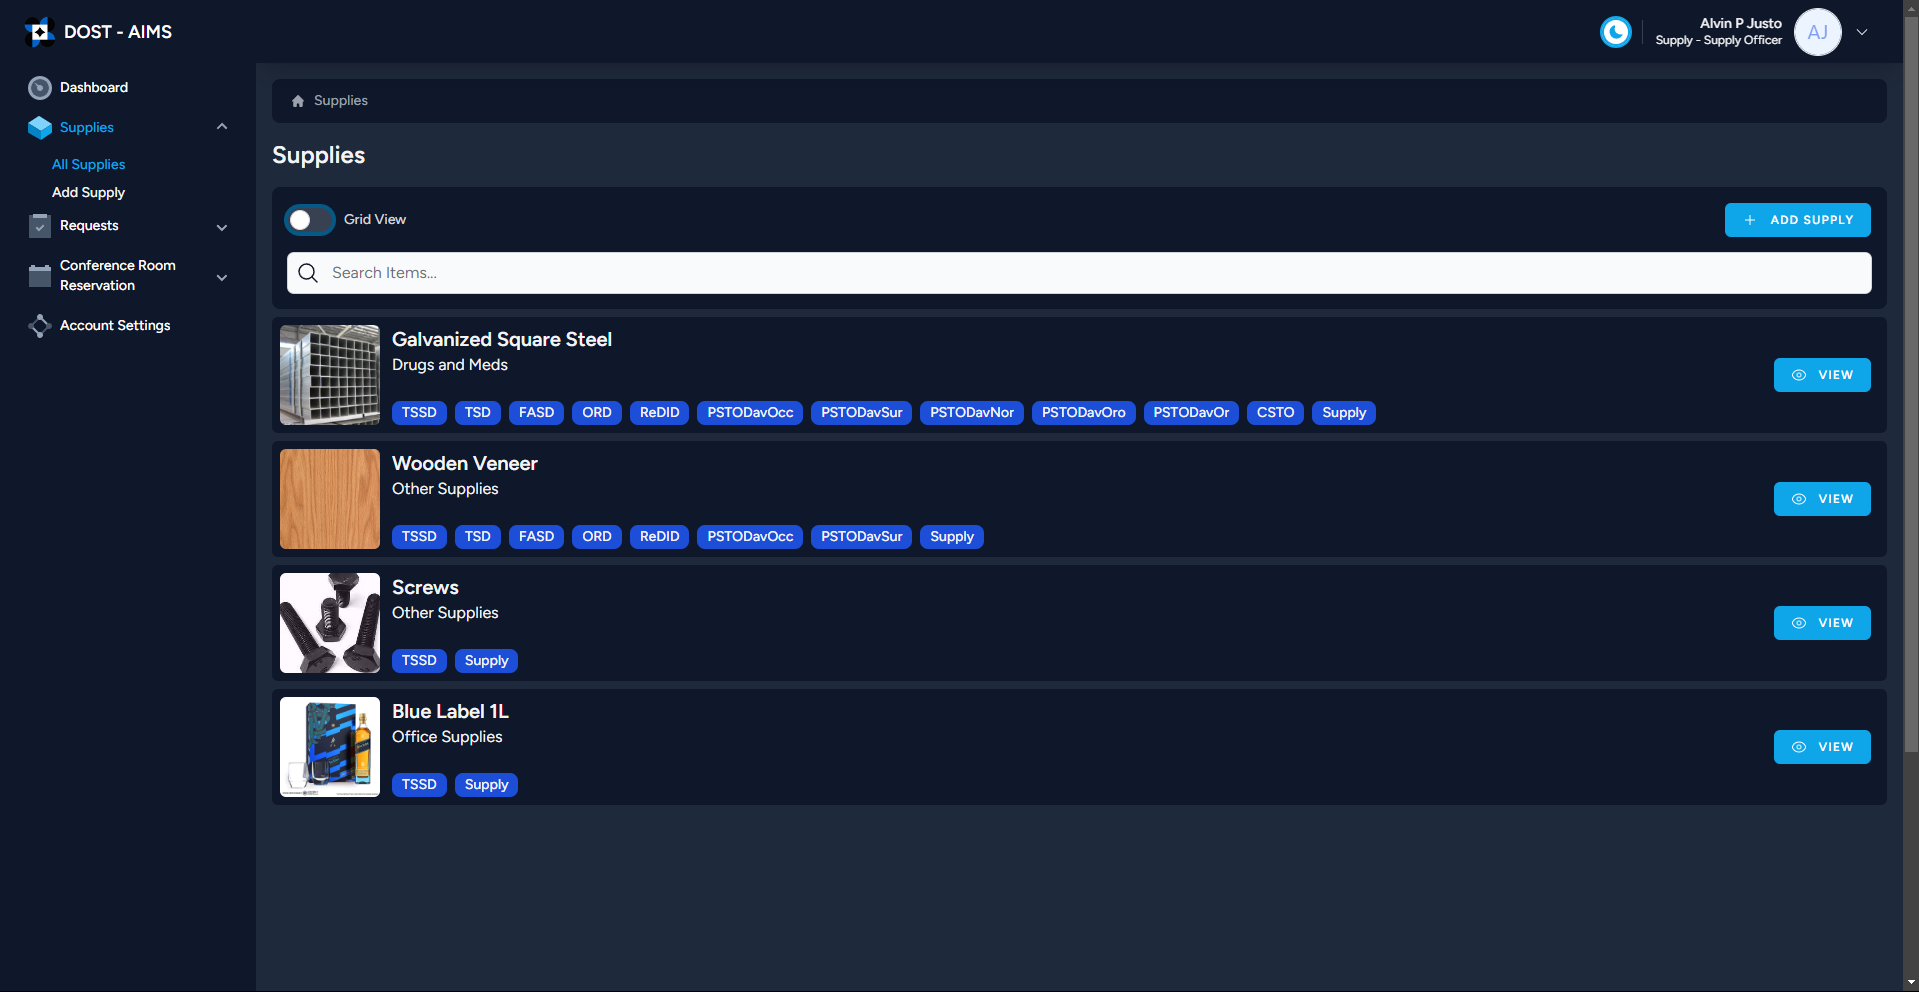 DOST - AIMS
Alvin P Justo
Supply - Supply Officer
AJ
Dashboard
Supplies
All Supplies
Add Supply
Requests
Conference Room
Reservation
Account Settings
Supplies
Supplies
Grid View
ADD SUPPLY
Search Items...
Galvanized Square Steel
Drugs and Meds
TSSD TSD FASD ORD ReDID PSTODavOcc PSTODavSur PSTODavNor PSTODavOro PSTODavOr CSTO Supply
VIEW
Wooden Veneer
Other Supplies
TSSD TSD FASD ORD ReDID PSTODavOcc PSTODavSur Supply
VIEW
Screws
Other Supplies
TSSD Supply
VIEW
Blue Label 1L
Office Supplies
TSSD Supply
VIEW